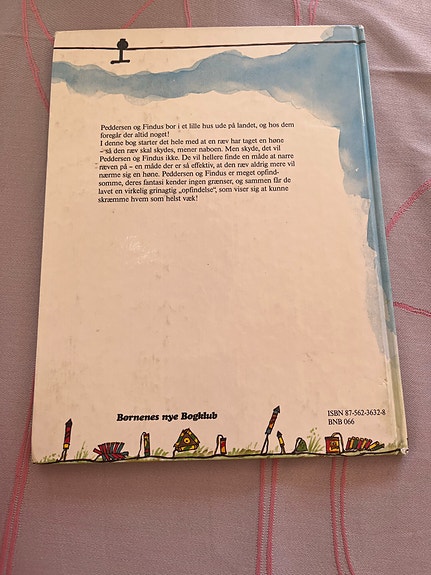 Peddersen og Findus bor i et lille hus ude på landet, og hos dem
foregår der altid noget!
I denne bog starter det hele med at en ræv har taget en høne
– så den ræv skal skydes, mener naboen. Men skyde, det vil
Peddersen og Findus ikke. De vil hellere finde en måde at narre
ræven på – en måde der er så effektiv, at den ræv aldrig mere vil
nærme sig en høne. Peddersen og Findus er meget opfind-
somme, deres fantasi kender ingen grænser, og sammen får de
lavet en virkelig grinagtig „opfindelse“, som viser sig at kunne
skræmme hvem som helst væk!
Børnenes nye Bogklub
ISBN 87-562-3632-8
BNB 066